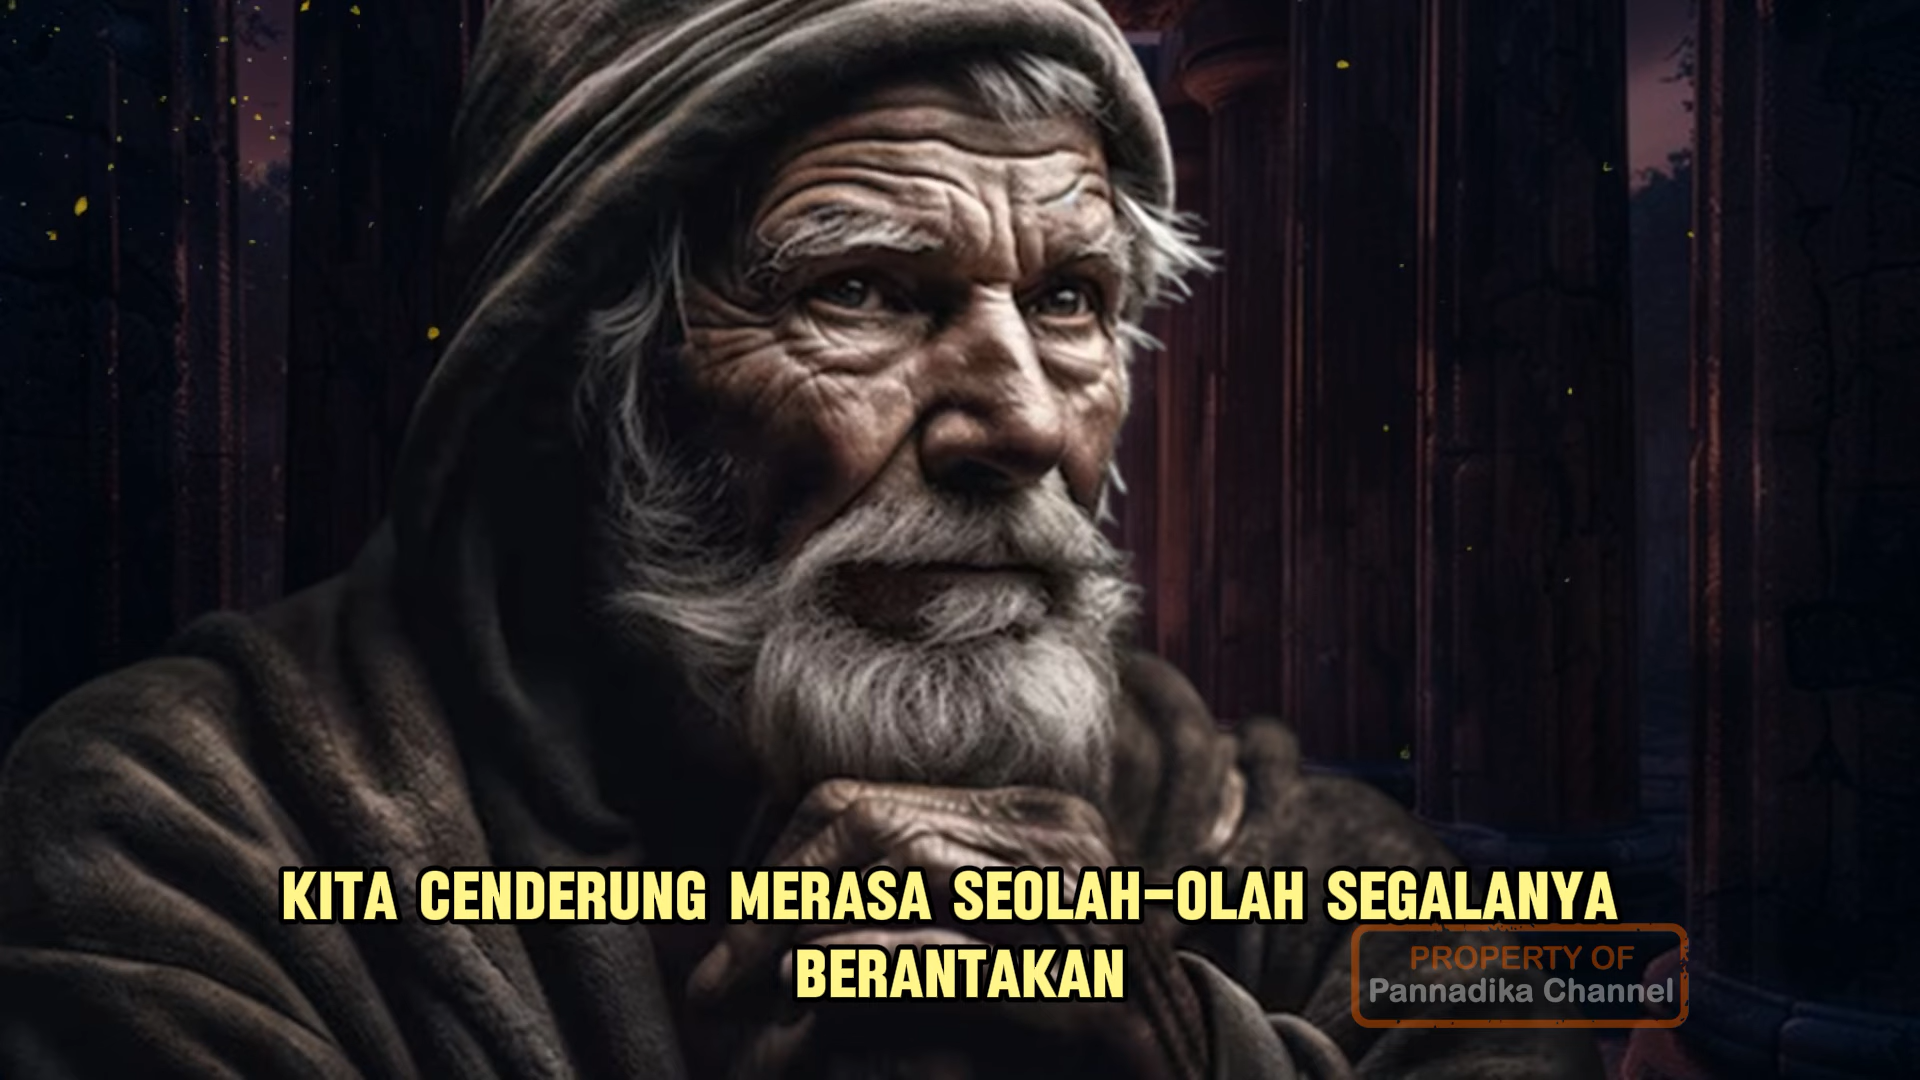 KITA CENDERUNG MERASA SEOLAH-OLAH SEGALANYA
BERANTAKAN
PROPERTY OF
Pannadika Channel